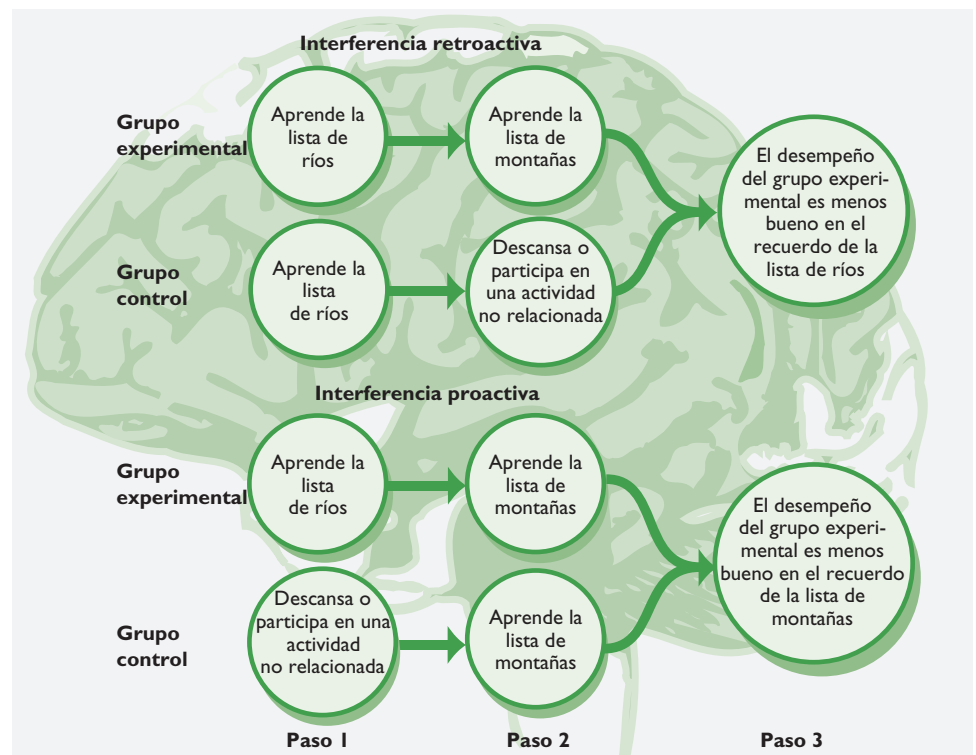 Interferencia retroactiva
Grupo
experimental
Aprende la
lista de
ríos
Aprende la
lista de
montañas
El desempeño
del grupo experi-
mental es menos
bueno en el
recuerdo de la
lista de ríos
Grupo
control
Aprende la
lista
de ríos
Descansa o
participa en
una actividad
no relacionada
Interferencia proactiva
Grupo
experimental
Aprende la
lista
de ríos
Aprende la
lista de
montañas
El desempeño
del grupo experi-
mental es menos
bueno en el recuerdo
de la lista de
montañas
Grupo
control
Descansa o
participa en una
actividad
no relacionada
Aprende la
lista de
montañas
Paso 1
Paso 2
Paso 3